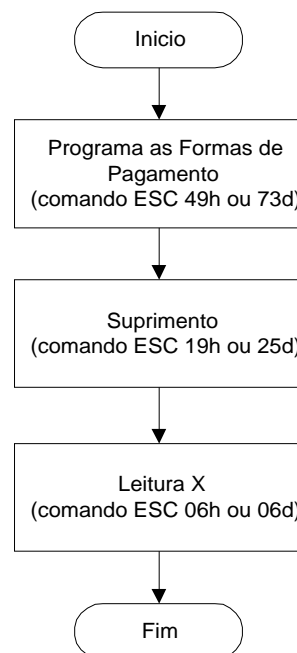 Inicio
Programa as Formas de
Pagamento
(comando ESC 49h ou 73d)
Suprimento
(comando ESC 19h ou 25d)
Leitura X
(comando ESC 06h ou 06d)
Fim